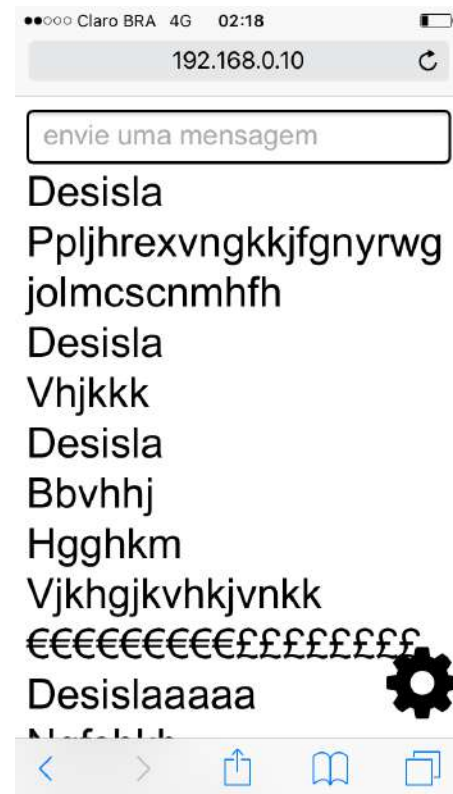 Claro BRA 4G 02:18
192.168.0.10
envie uma mensagem
Desisla
Ppljhrexvngkkjfgnyrwg
jolmcscnmhfh
Desisla
Vhjkkk
Desisla
Bbvhhj
Hgghkm
Vjkhgjkvhkjvnkk
€€€€€€€€€££££££££
Desislaaaaa